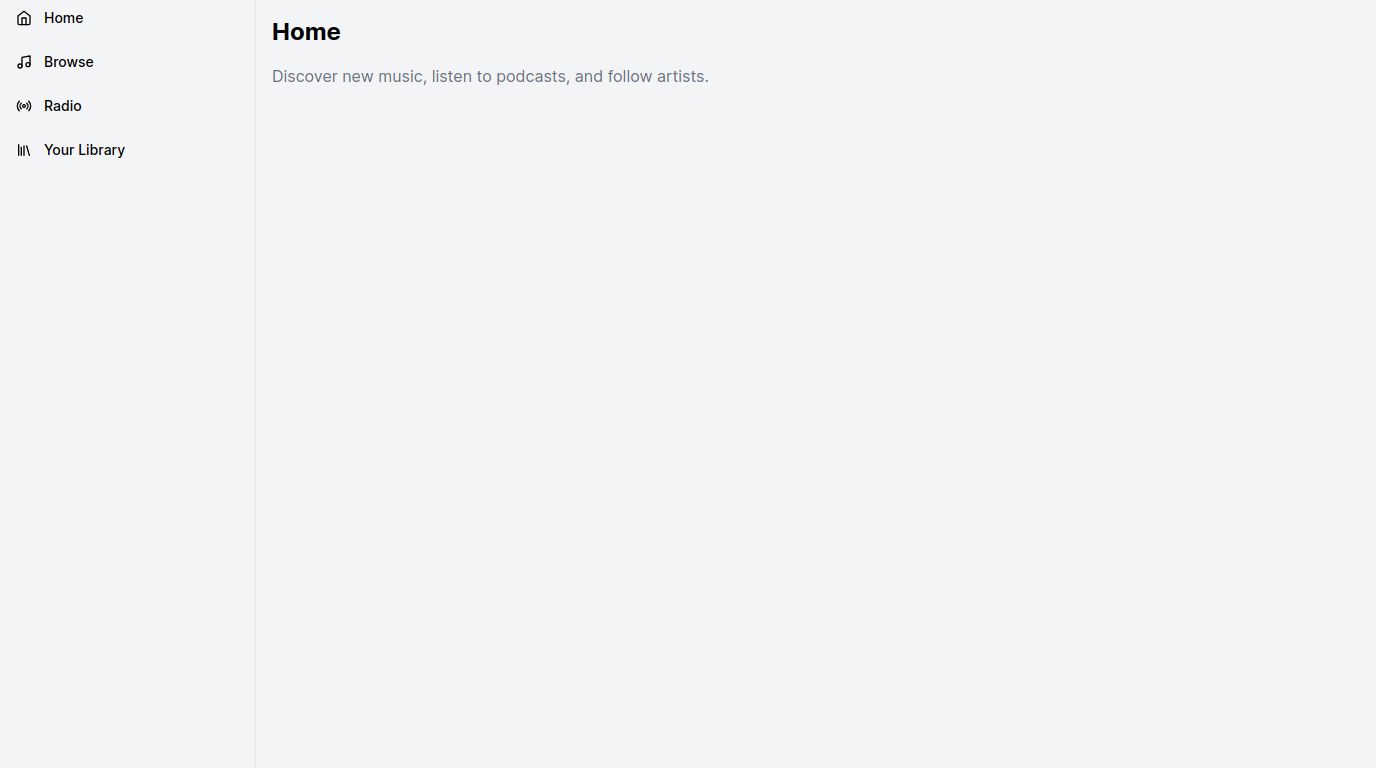 Home
Browse
Radio
Your Library
Home
Discover new music, listen to podcasts, and follow artists.